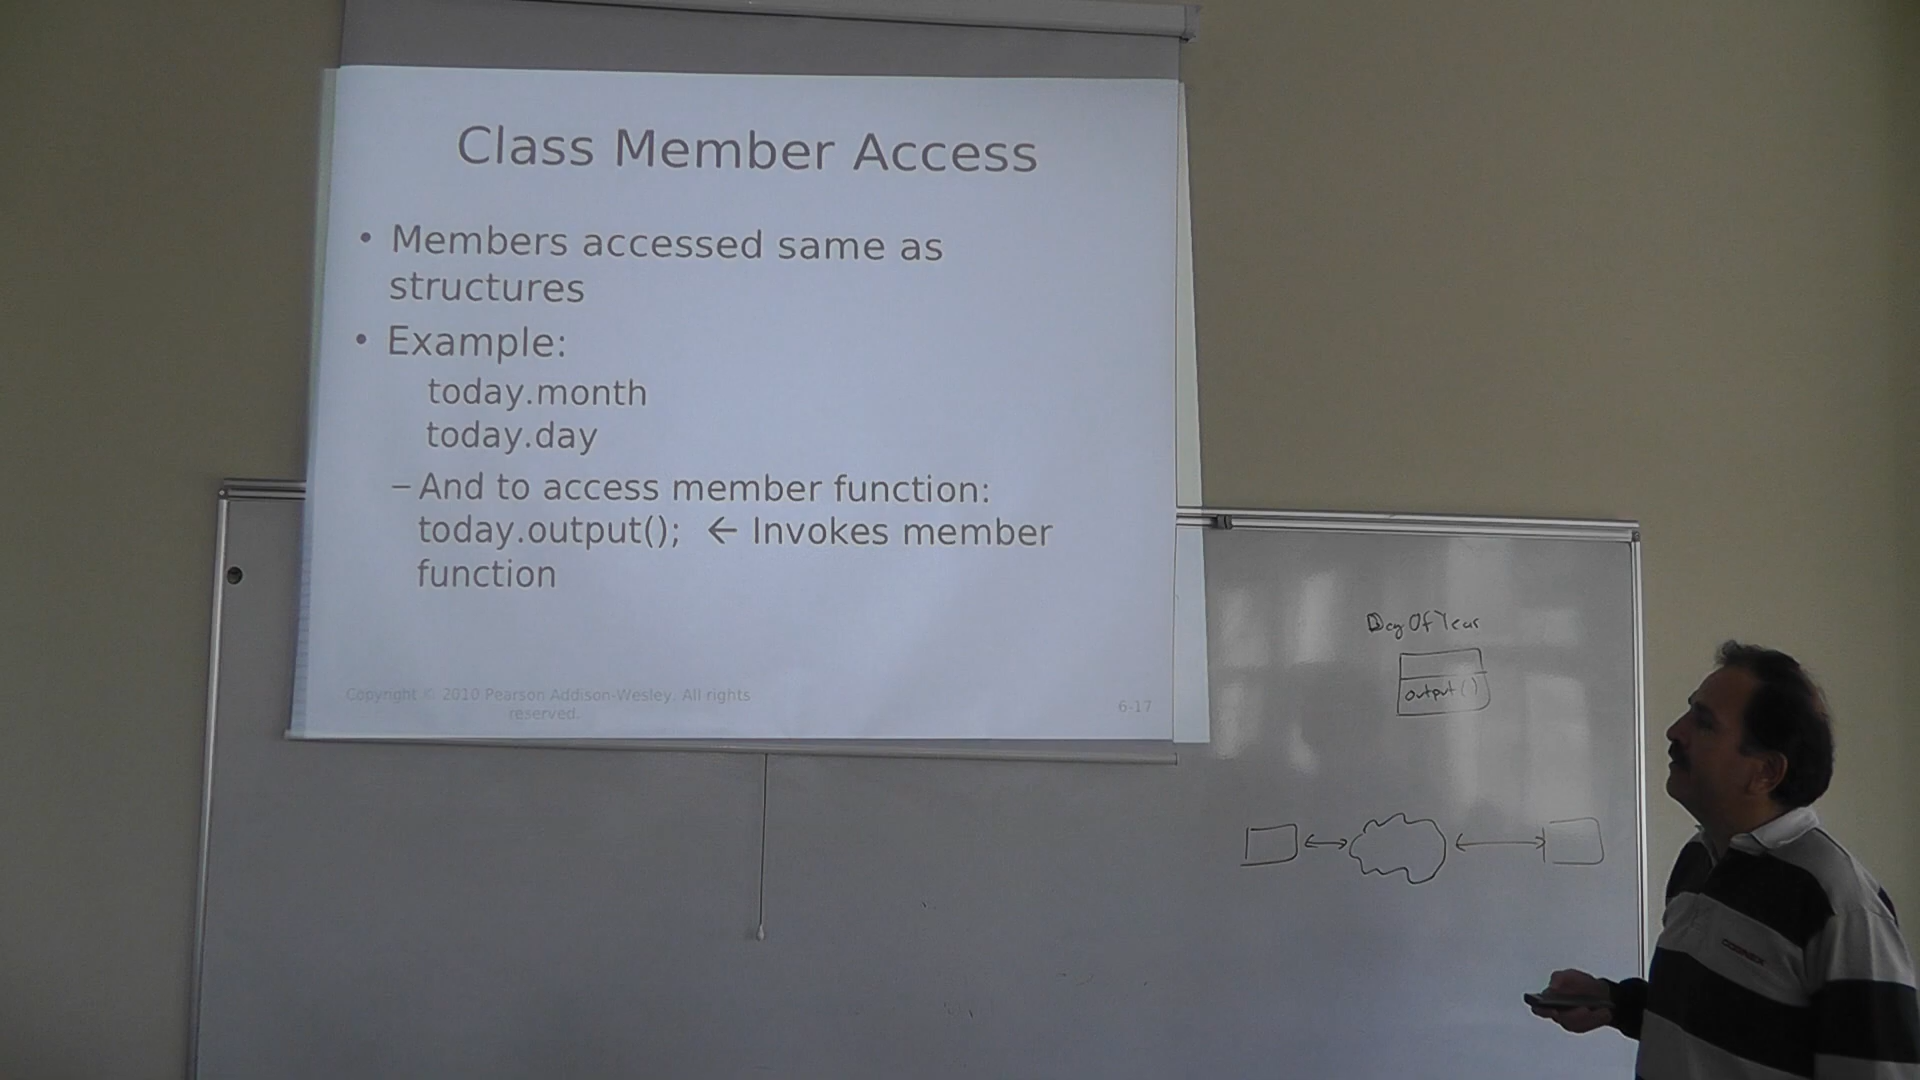 Class Member Access
• Members accessed same as
structures
• Example:
today.month
today.day
– And to access member function:
today.output(); ← Invokes member
function
Copyright © 2010 Pearson Addison-Wesley. All rights
reserved.
6-17
DayOfYear
output()